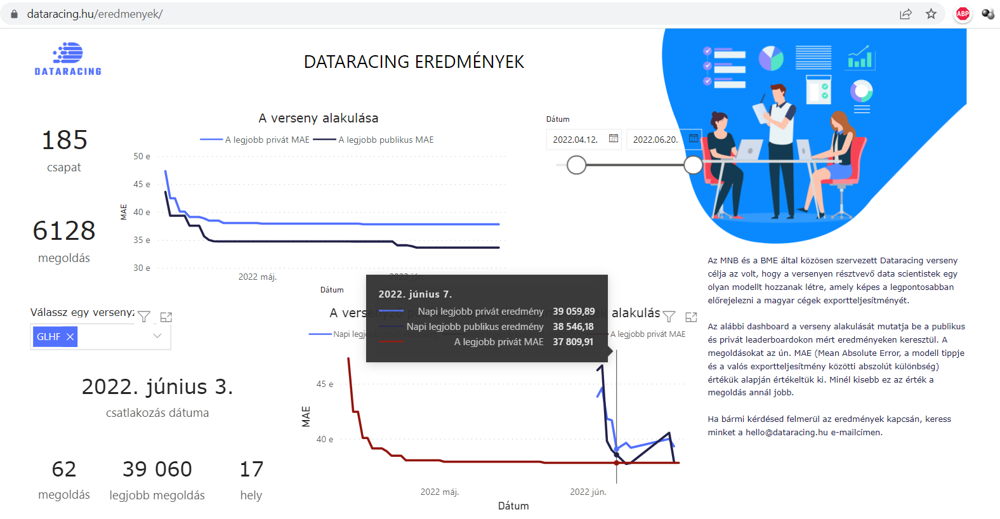 dataracing.hu/eredmenyek/
ABP
DATARACING
DATARACING EREDMÉNYEK
185
csapat
6128
megoldás
A verseny alakulása
A legjobb privát MAE
A legjobb publikus MAE
50 e
45 e
40 e
35 e
30 e
MAE
2022 máj.
2022 jún.
Dátum
Dátum
2022.04.12.
2022.06.20.
Az MNB és a BME által közösen szervezett Dataracing verseny
célja az volt, hogy a versenyen résztvevő data scientistek egy
olyan modellt hozzanak létre, amely képes a legpontosabban
előrejelezni a magyar cégek exportteljesítményét.
Az alábbi dashboard a verseny alakulását mutatja be a publikus
és privát leaderboardokon mért eredményeken keresztül. A
megoldásokat az ún. MAE (Mean Absolute Error, a modell tippje
és a valós exportteljesítmény közötti abszolút különbség)
értékük alapján értékeltük ki. Minél kisebb ez az érték a
megoldás annál jobb.
Ha bármi kérdésed felmerül az eredmények kapcsán, keress
minket a hello@dataracing.hu e-mailcímen.
Válassz egy versenyz
GLHF
2022. június 3.
csatlakozás dátuma
62
megoldás
39 060
legjobb megoldás
17
hely
A versenyző alakulás
Napi legj
A legjobb privát MAE
2022. június 7.
Napi legjobb privát eredmény 39 059,89
Napi legjobb publikus eredmény 38 546,18
A legjobb privát MAE 37 809,91
45 e
40 e
MAE
2022 máj.
2022 jún.
Dátum